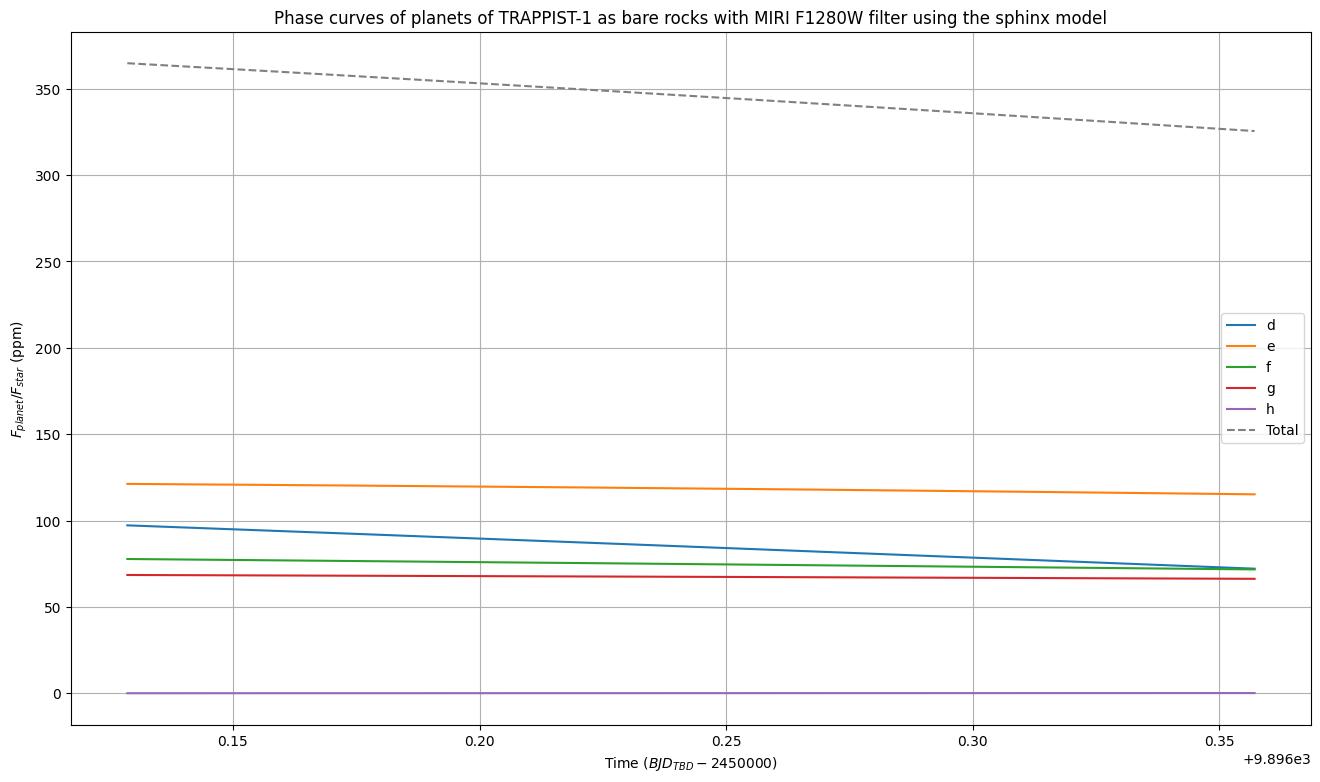 Phase curves of planets of TRAPPIST-1 as bare rocks with MIRI F1280W filter using the sphinx model
350
300
250
200
150
100
50
0
F_planet/F_star (ppm)
d
e
f
g
h
Total
0.15 0.20 0.25 0.30 0.35
+9.896e3
Time (BJD_TBD − 2450000)